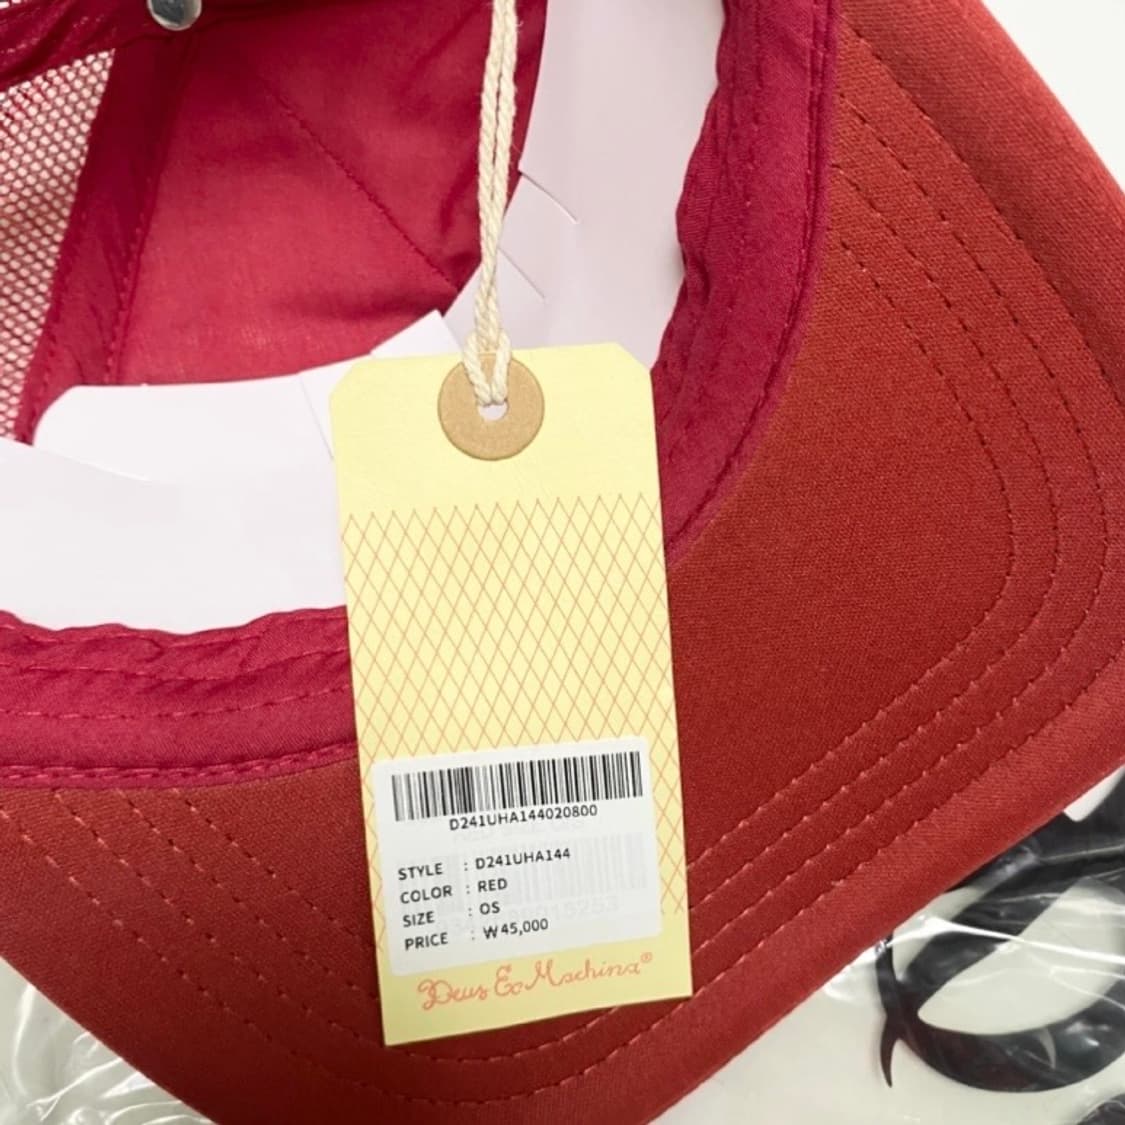 D241UHA144020800
STYLE : D241UHA144
COLOR : RED
SIZE : OS
PRICE : ₩45,000
Deus Ex Machina®